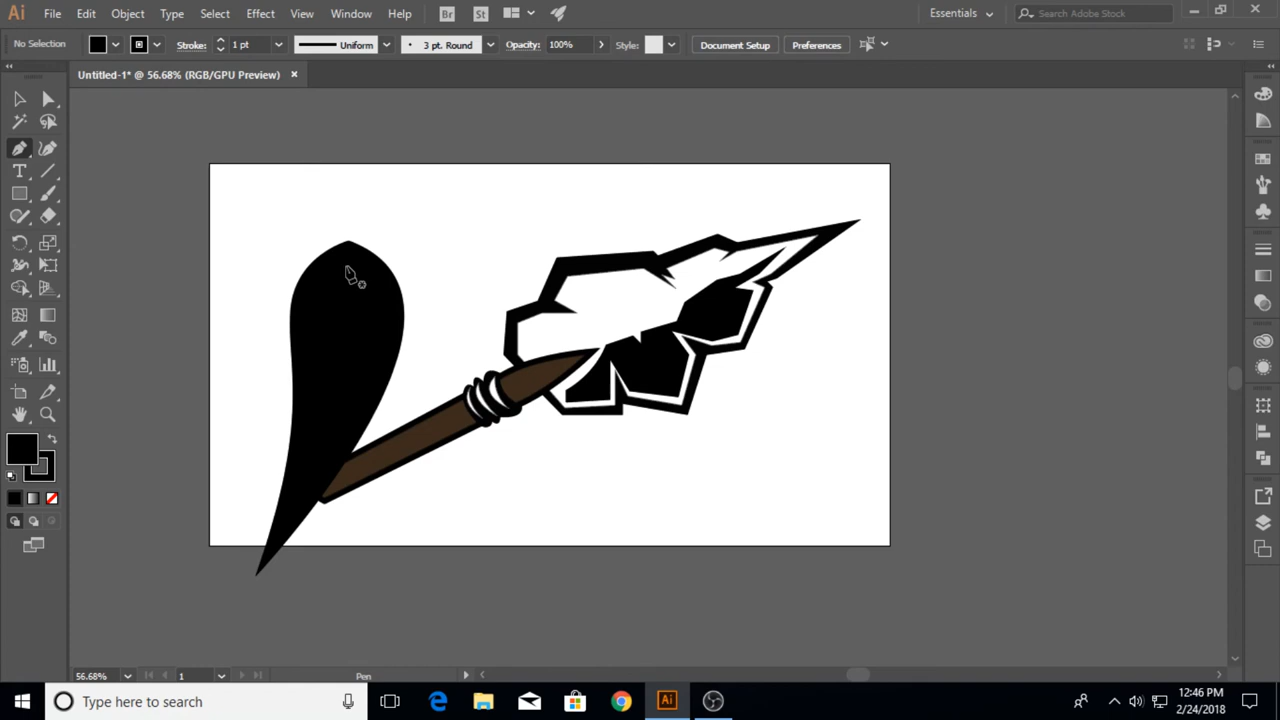 Ai File Edit Object Type Select Effect View Window Help Br St Essentials Search Adobe Stock
No Selection Stroke: 1 pt Uniform 3 pt. Round Opacity: 100% Style: Document Setup Preferences
Untitled-1* @ 56.68% (RGB/GPU Preview)
T
56.68% 1 Pen
Type here to search Ai 12:46 PM
2/24/2018